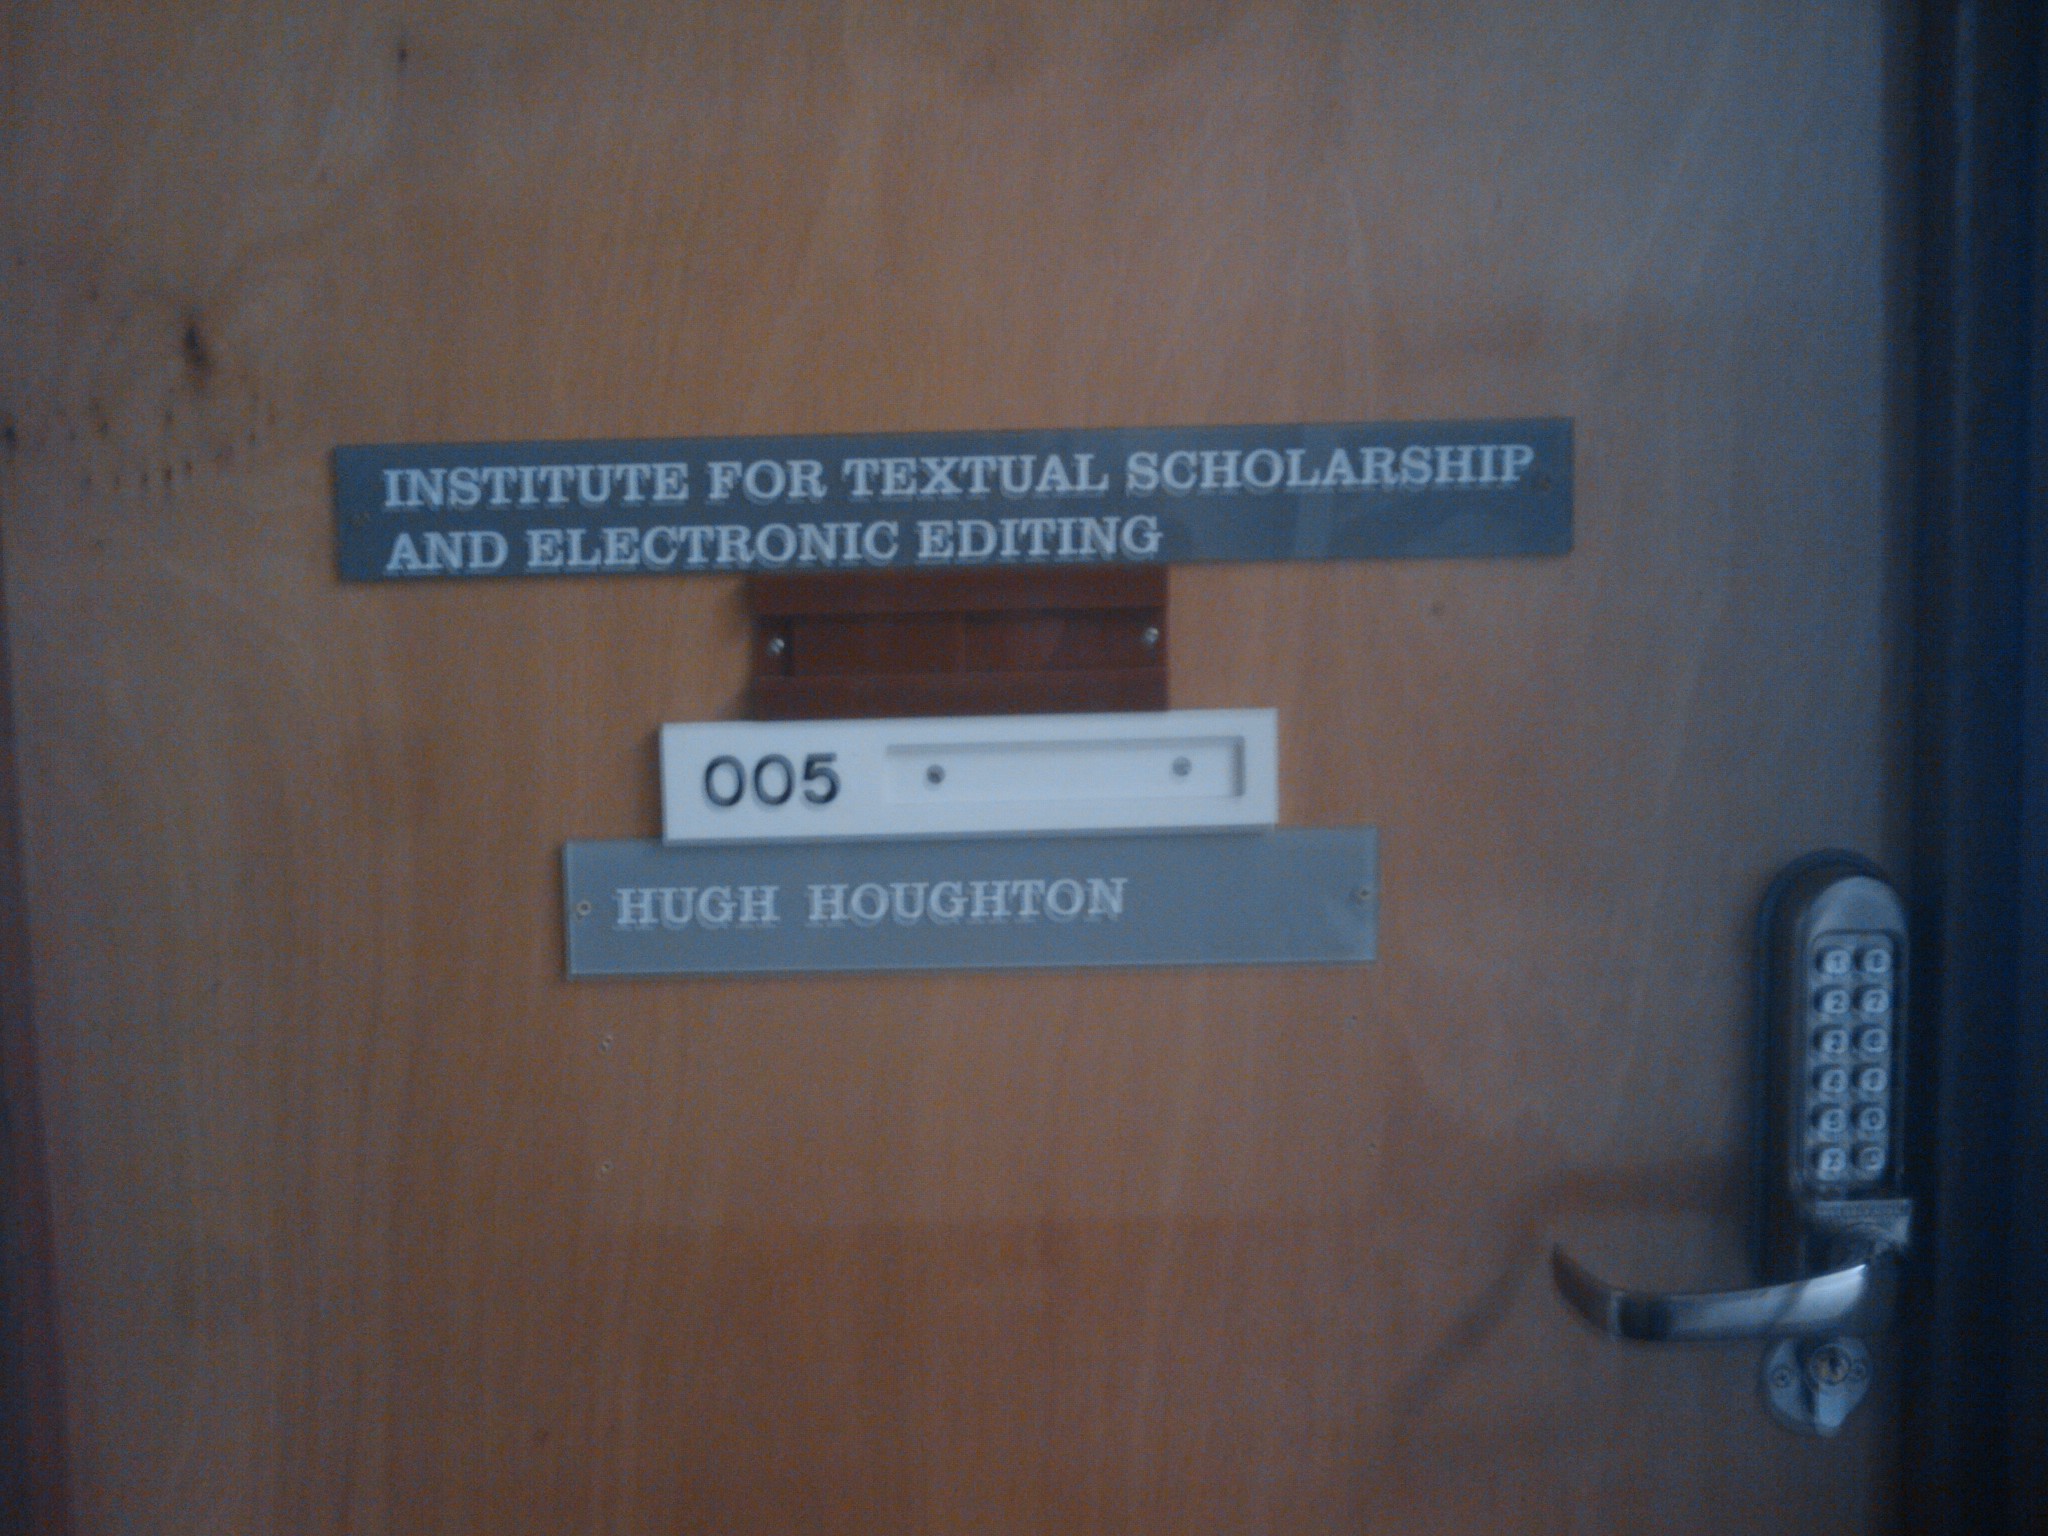 INSTITUTE FOR TEXTUAL SCHOLARSHIP
AND ELECTRONIC EDITING
005
HUGH HOUGHTON